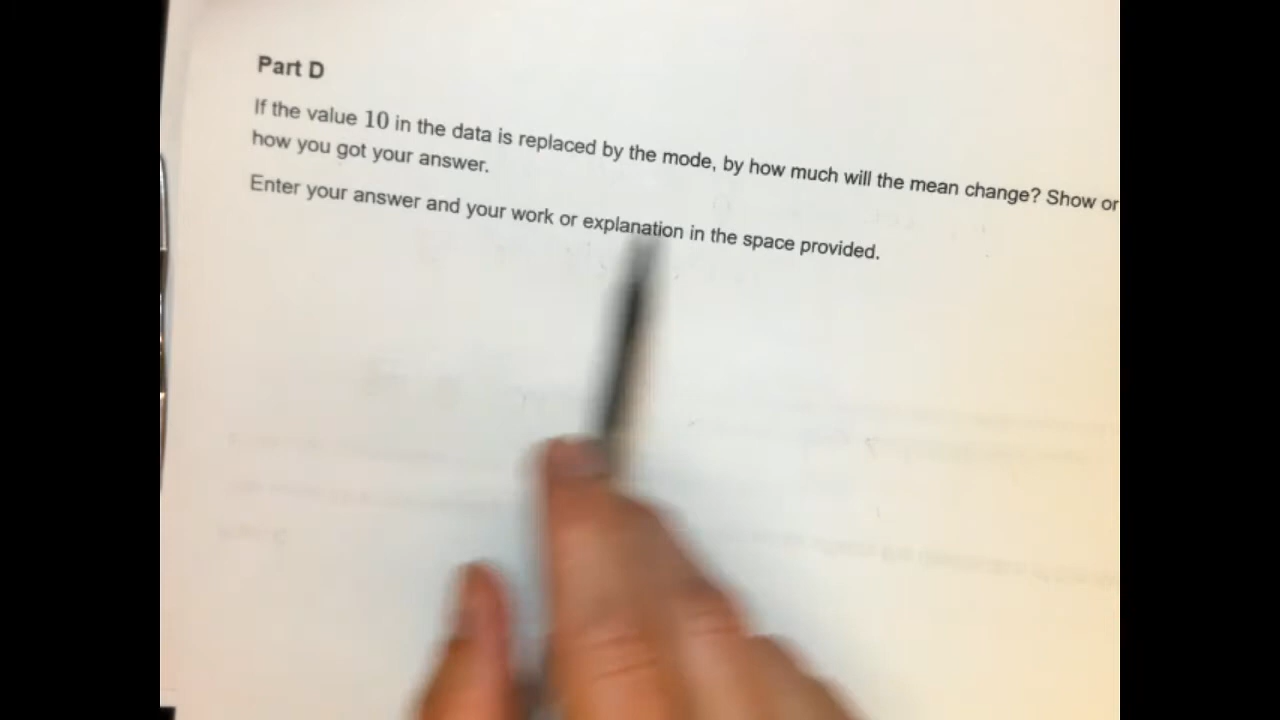 Part D
If the value 10 in the data is replaced by the mode, by how much will the mean change? Show or
how you got your answer.
Enter your answer and your work or explanation in the space provided.